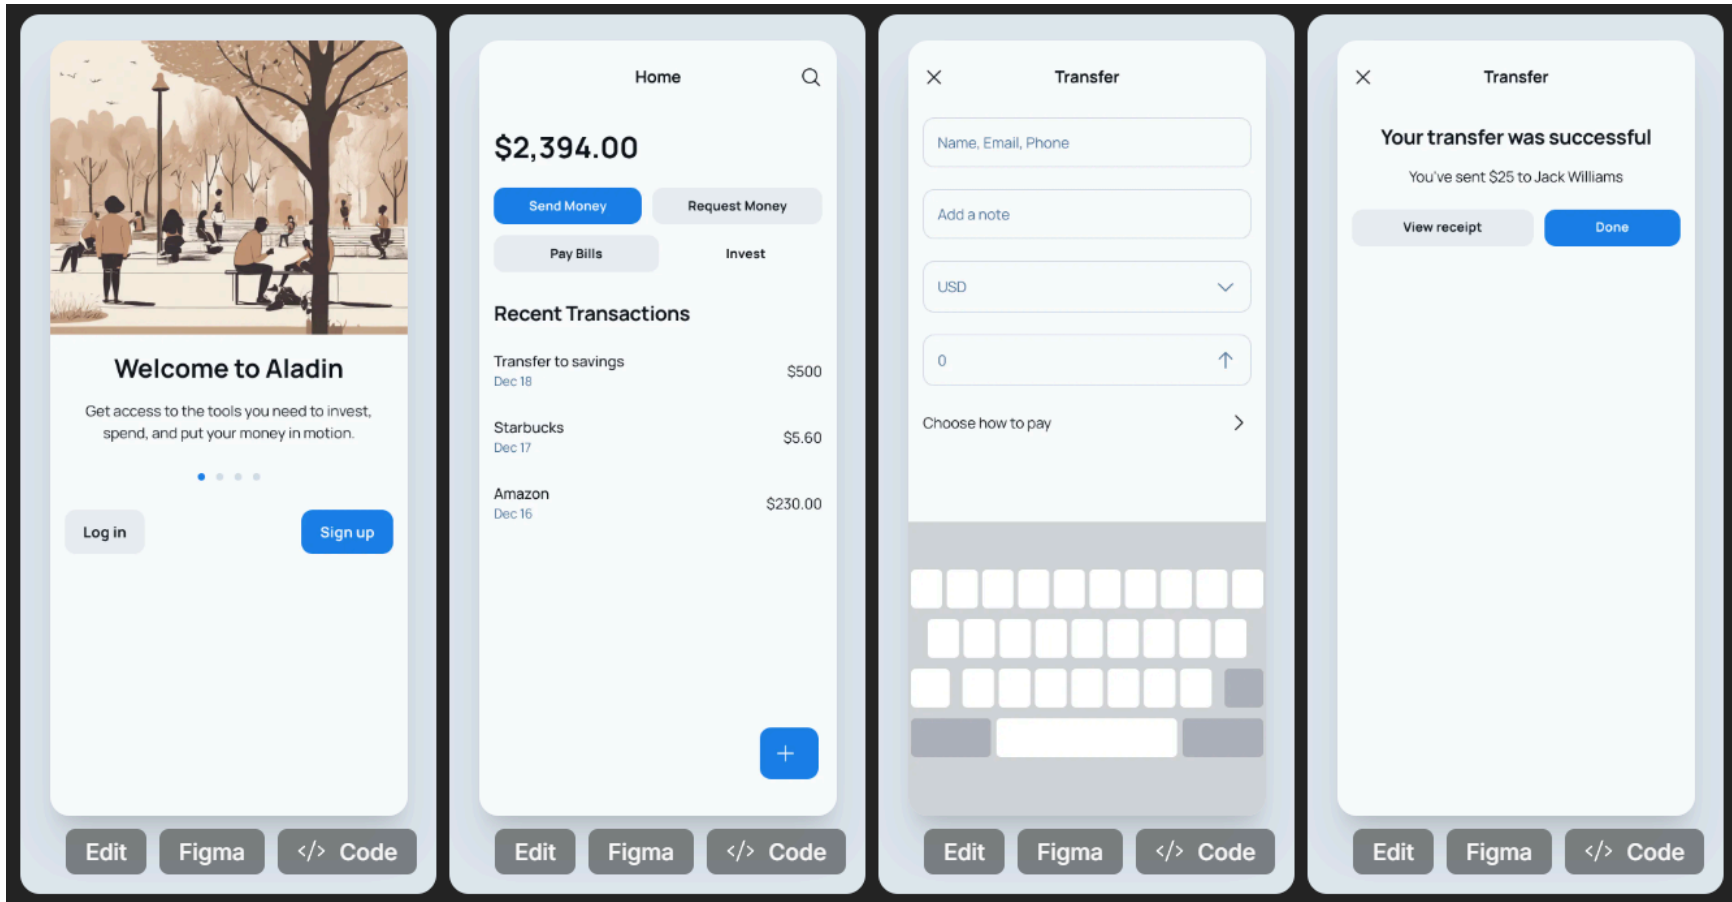 Welcome to Aladin
Get access to the tools you need to invest,
spend, and put your money in motion.
Log in
Sign up
Edit
Figma
</> Code
Home
$2,394.00
Send Money
Request Money
Pay Bills
Invest
Recent Transactions
Transfer to savings
Dec 18
$500
Starbucks
Dec 17
$5.60
Amazon
Dec 16
$230.00
Edit
Figma
</> Code
Transfer
Name, Email, Phone
Add a note
USD
0
Choose how to pay
Edit
Figma
</> Code
Transfer
Your transfer was successful
You've sent $25 to Jack Williams
View receipt
Done
Edit
Figma
</> Code